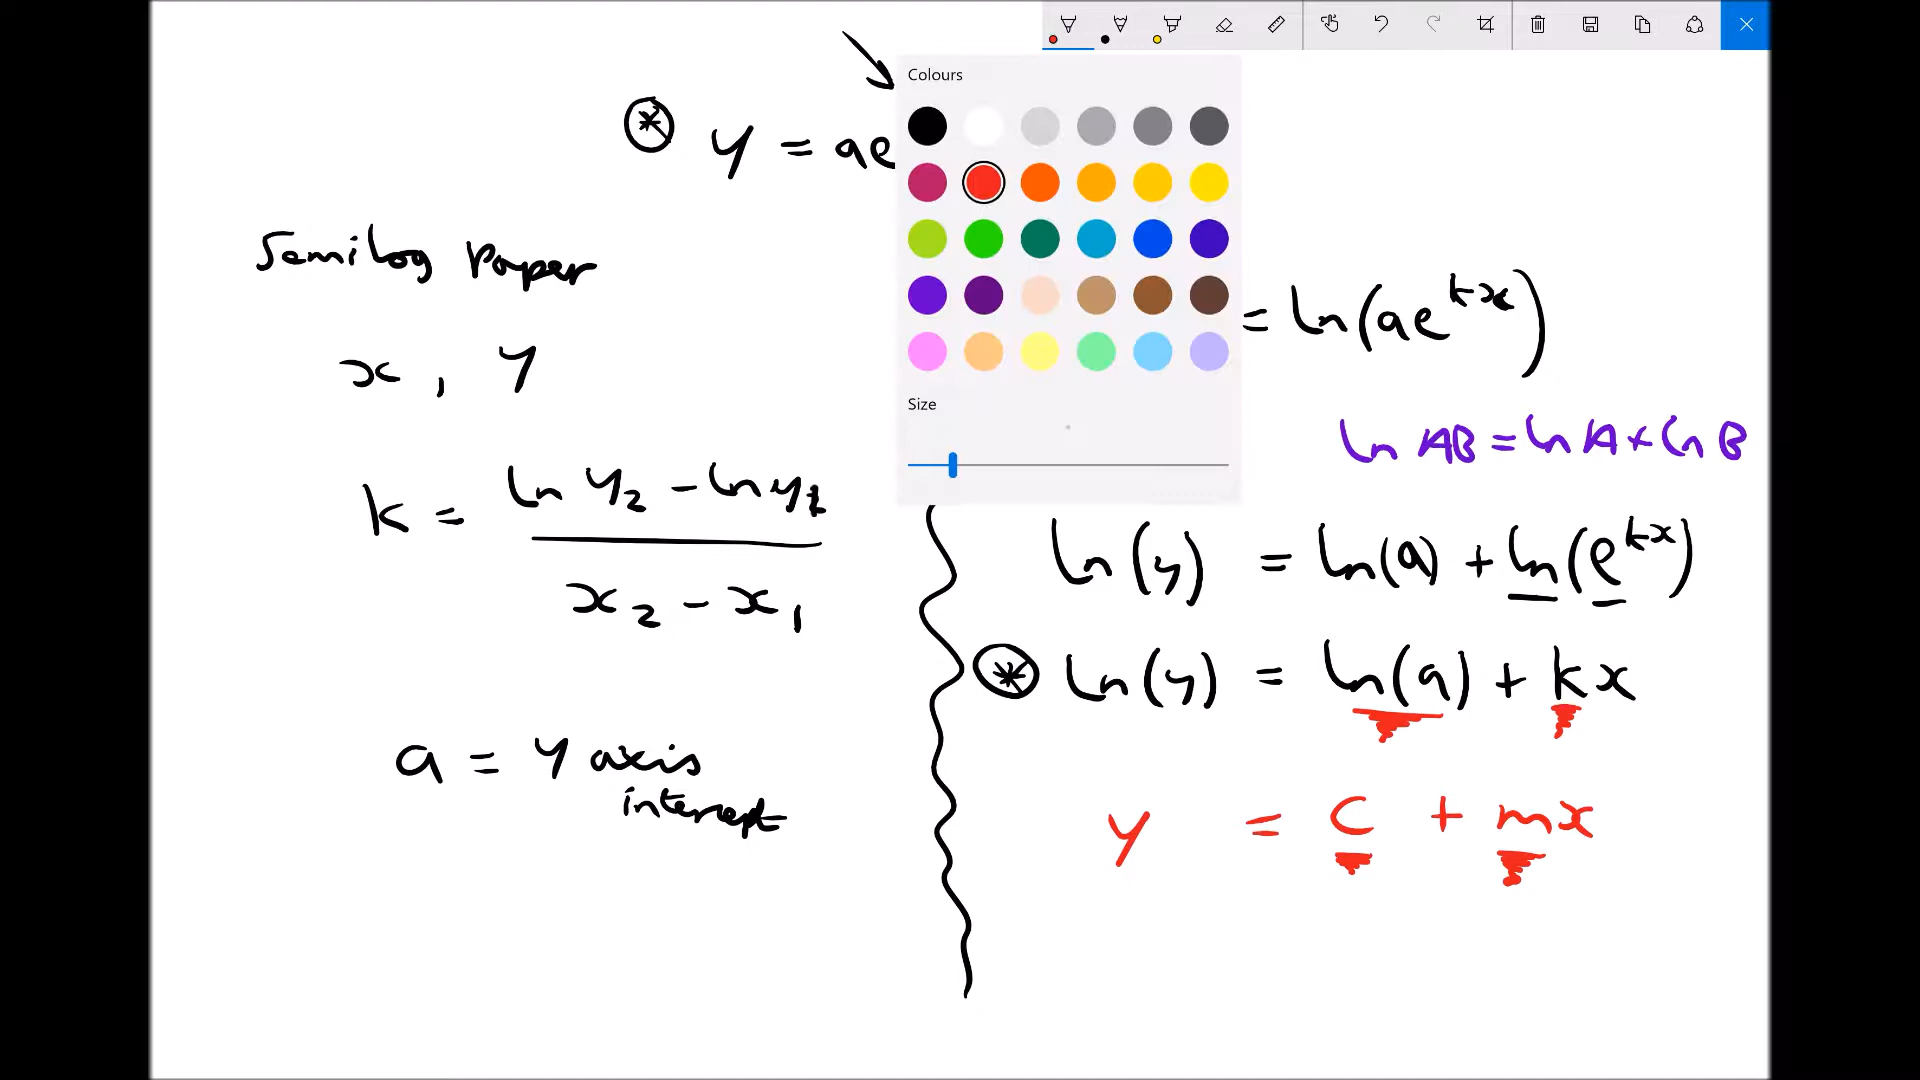 Colours
* y = ae
Semilog Paper
= ln(ae^kx)
x , y
Size
ln AB = ln A + ln B
k = ln y2 - ln y1 / x2 - x1
ln(y) = ln(a) + ln(e^kx)
* ln(y) = ln(a) + kx
a = y axis
intercept
y = c + mx